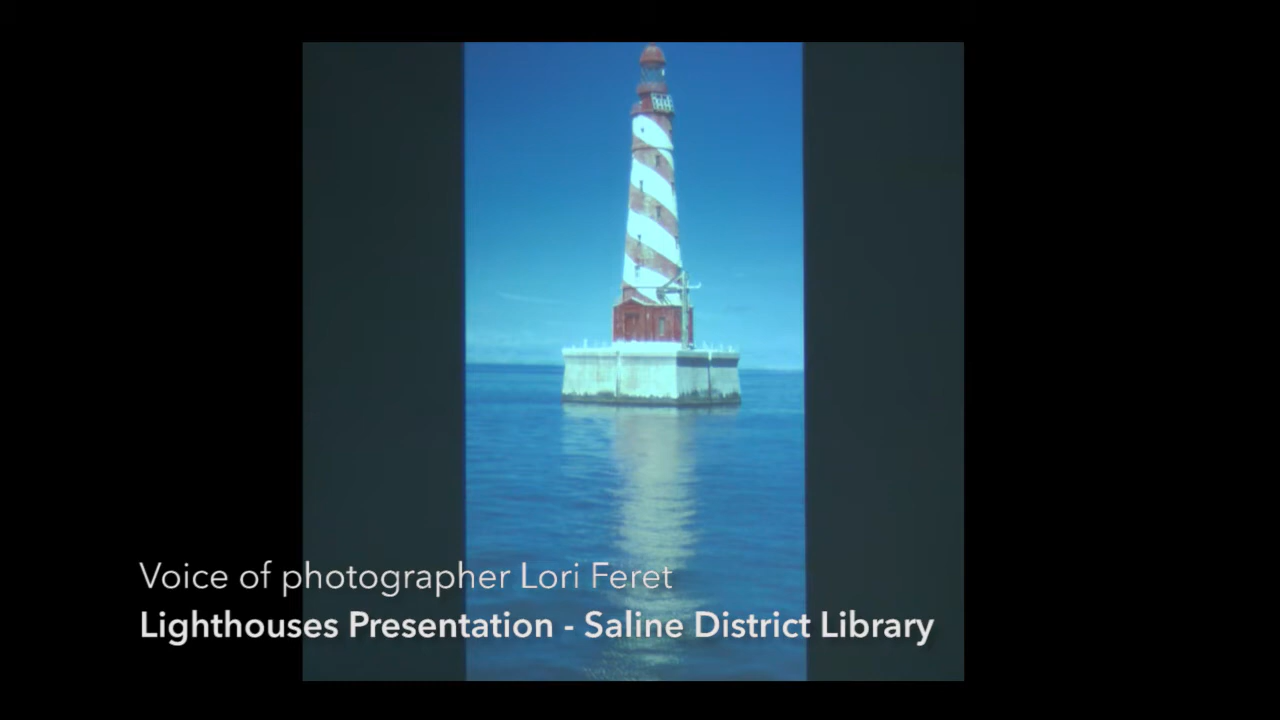 Voice of photographer Lori Feret
Lighthouses Presentation - Saline District Library